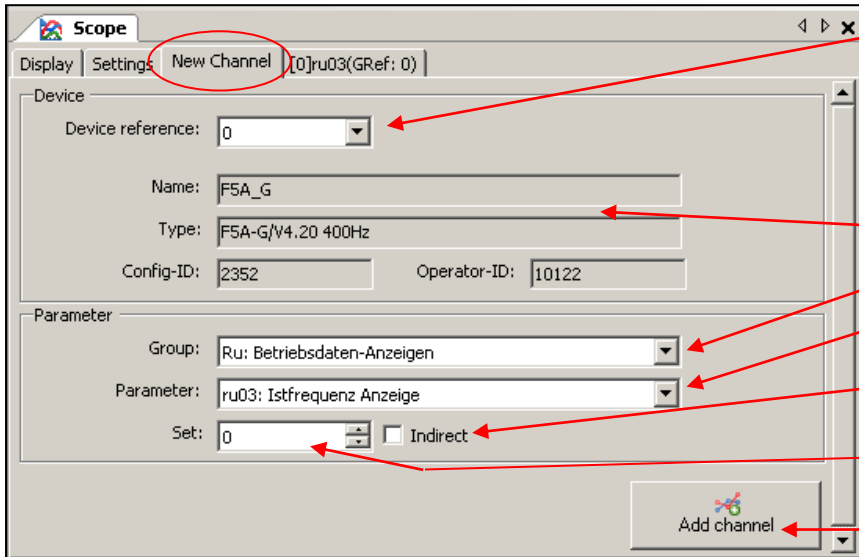 Scope
Display Settings New Channel [0]ru03(GRef: 0)
Device
Device reference: 0
Name: F5A_G
Type: F5A-G/V4.20 400Hz
Config-ID: 2352 Operator-ID: 10122
Parameter
Group: Ru: Betriebsdaten-Anzeigen
Parameter: ru03: Istfrequenz Anzeige
Set: 0 Indirect
Add channel